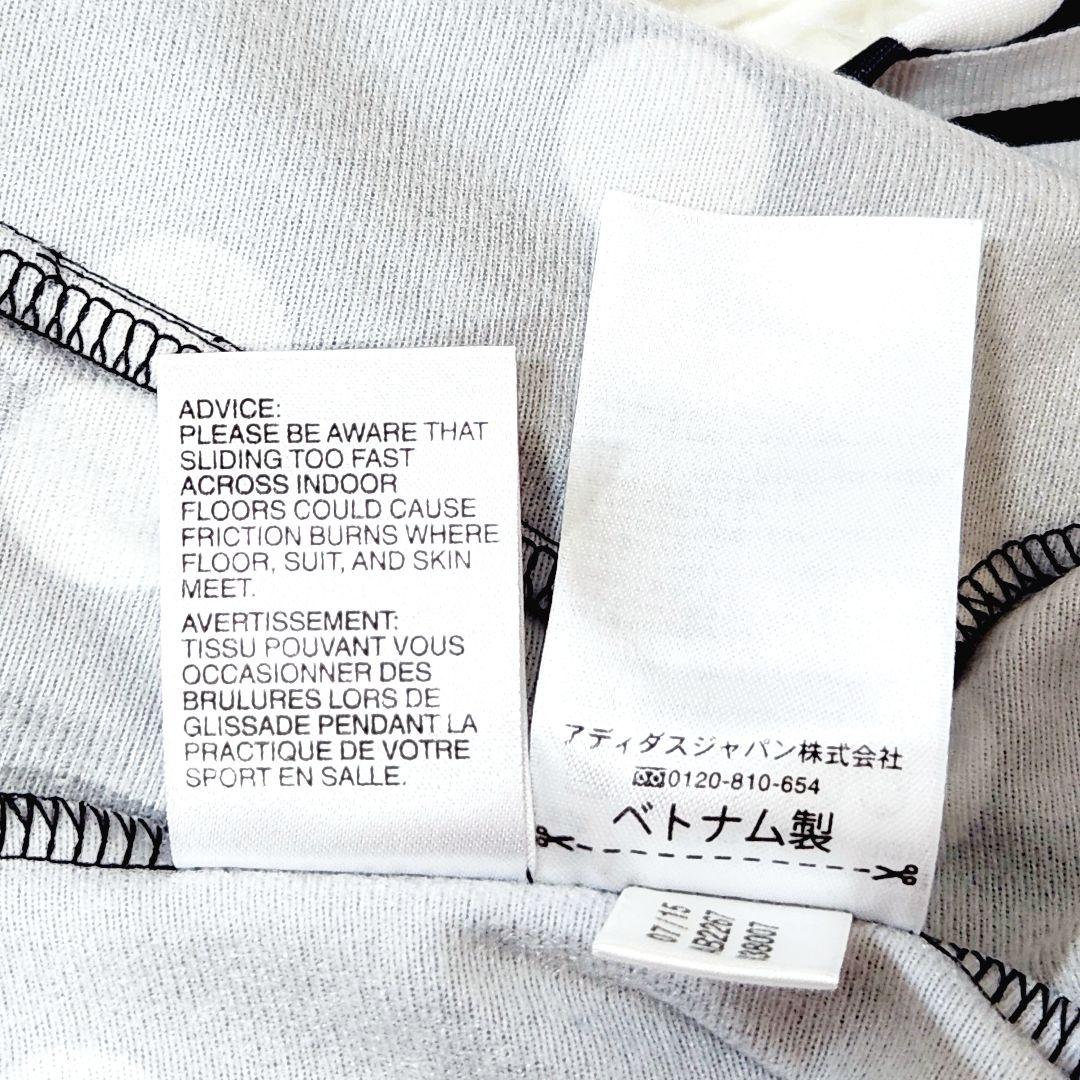 ADVICE:
PLEASE BE AWARE THAT
SLIDING TOO FAST
ACROSS INDOOR
FLOORS COULD CAUSE
FRICTION BURNS WHERE
FLOOR, SUIT, AND SKIN
MEET.
AVERTISSEMENT:
TISSU POUVANT VOUS
OCCASIONNER DES
BRULURES LORS DE
GLISSADE PENDANT LA
PRACTIQUE DE VOTRE
SPORT EN SALLE.
アディダスジャパン株式会社
0120-810-654
ベトナム製
07/15
AB2267
138007